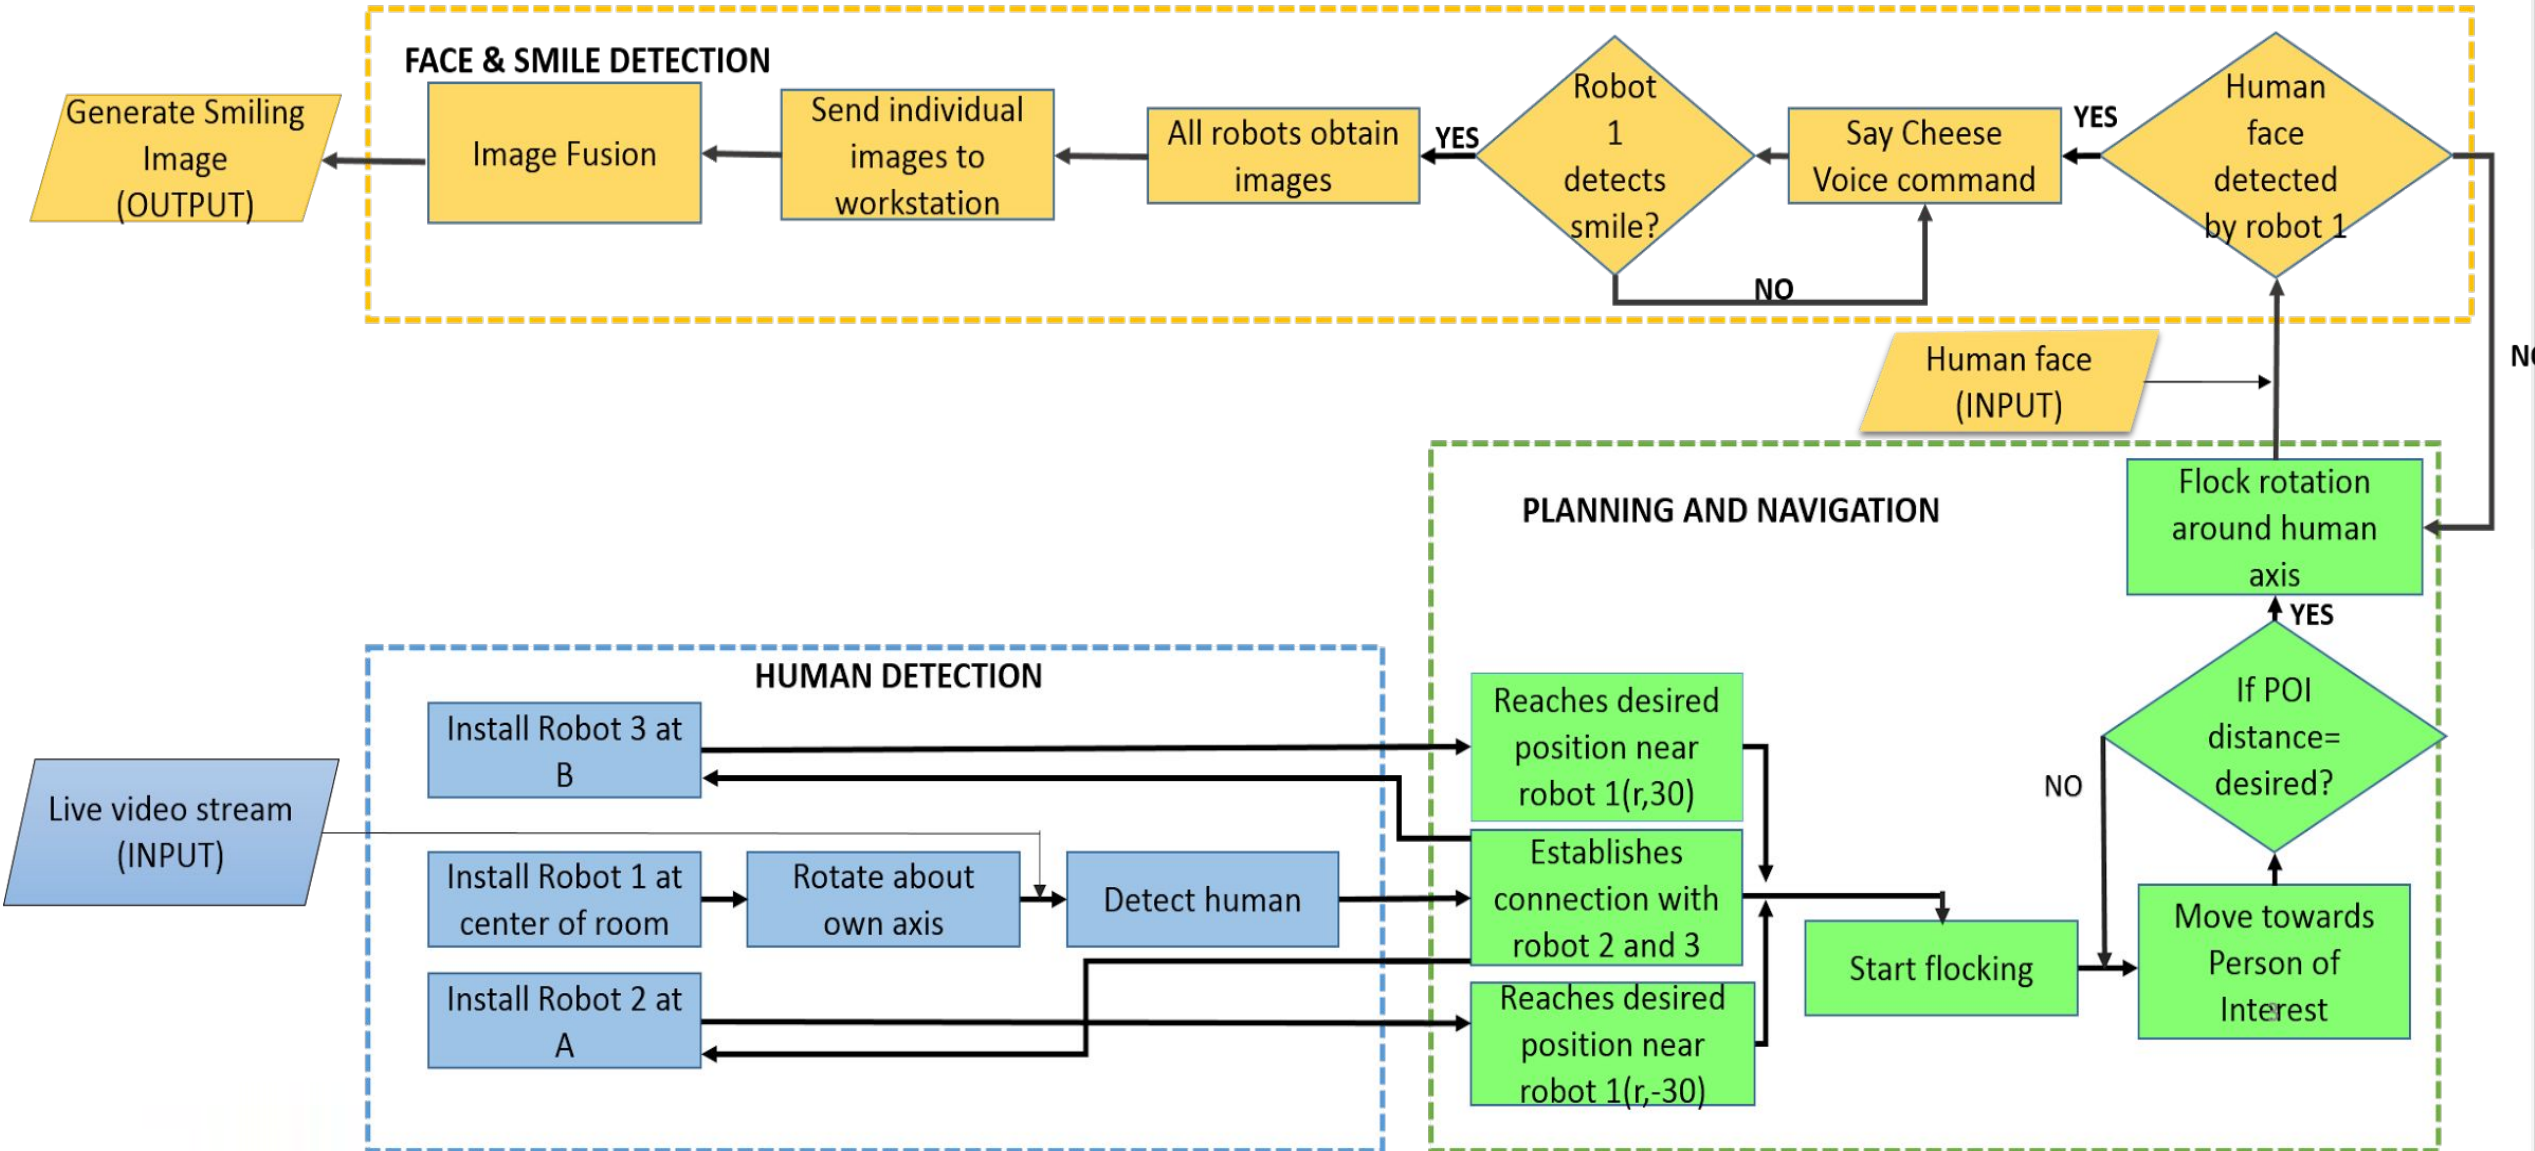 FACE & SMILE DETECTION
Generate Smiling
Image
(OUTPUT)
Image Fusion
Send individual
images to
workstation
All robots obtain
images
YES
Robot
1
detects
smile?
NO
Say Cheese
Voice command
YES
Human
face
detected
by robot 1
Human face
(INPUT)
PLANNING AND NAVIGATION
Flock rotation
around human
axis
YES
If POI
distance=
desired?
NO
Move towards
Person of
Interest
Start flocking
Reaches desired
position near
robot 1(r,30)
Establishes
connection with
robot 2 and 3
Reaches desired
position near
robot 1(r,-30)
HUMAN DETECTION
Install Robot 3 at
B
Live video stream
(INPUT)
Install Robot 1 at
center of room
Rotate about
own axis
Detect human
Install Robot 2 at
A